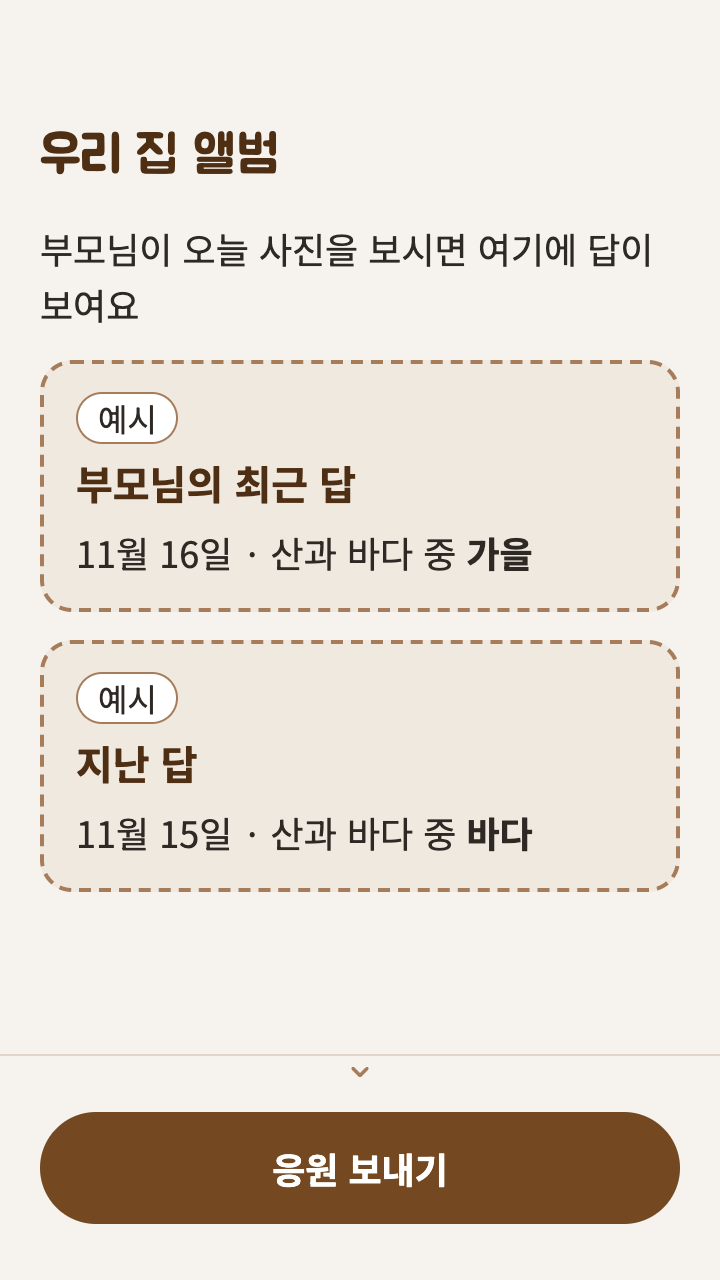 우리 집 앨범
부모님이 오늘 사진을 보시면 여기에 답이
보여요
예시
부모님의 최근 답
11월 16일 · 산과 바다 중 가을
예시
지난 답
11월 15일 · 산과 바다 중 바다
응원 보내기